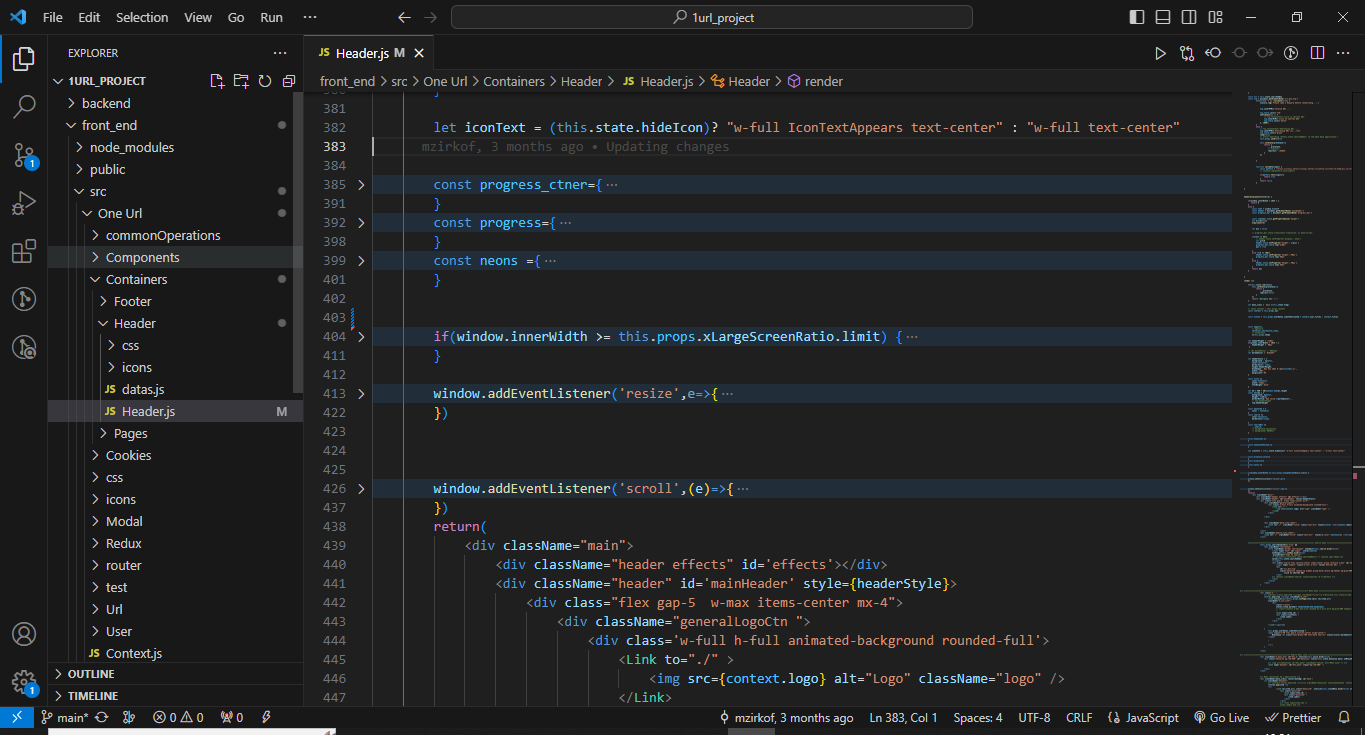 File Edit Selection View Go Run ···
1url_project
EXPLORER
1URL_PROJECT
backend
front_end
node_modules
public
src
One Url
commonOperations
Components
Containers
Footer
Header
css
icons
JS datas.js
JS Header.js M
Pages
Cookies
css
icons
Modal
Redux
router
test
Url
User
JS Context.js
OUTLINE
TIMELINE
1
1
JS Header.js M
front_end > src > One Url > Containers > Header > JS Header.js > Header > render
380 }
381
382 let iconText = (this.state.hideIcon)? "w-full IconTextAppears text-center" : "w-full text-center"
383 mzirkof, 3 months ago • Updating changes
384
385 const progress_ctner={ ···
391 }
392 const progress={ ···
398 }
399 const neons ={ ···
401 }
402
403
404 if(window.innerWidth >= this.props.xLargeScreenRatio.limit) { ···
411 }
412
413 window.addEventListener('resize',e=>{ ···
422 })
423
424
425
426 window.addEventListener('scroll',(e)=>{ ···
437 })
438 return(
439 <div className="main">
440 <div className="header effects" id='effects'></div>
441 <div className="header" id='mainHeader' style={headerStyle}>
442 <div class="flex gap-5  w-max items-center mx-4">
443 <div className="generalLogoCtn ">
444 <div class='w-full h-full animated-background rounded-full'>
445 <Link to="./" >
446 <img src={context.logo} alt="Logo" className="logo" />
447 </Link>
main* 0 0 0 mzirkof, 3 months ago Ln 383, Col 1 Spaces: 4 UTF-8 CRLF JavaScript Go Live Prettier